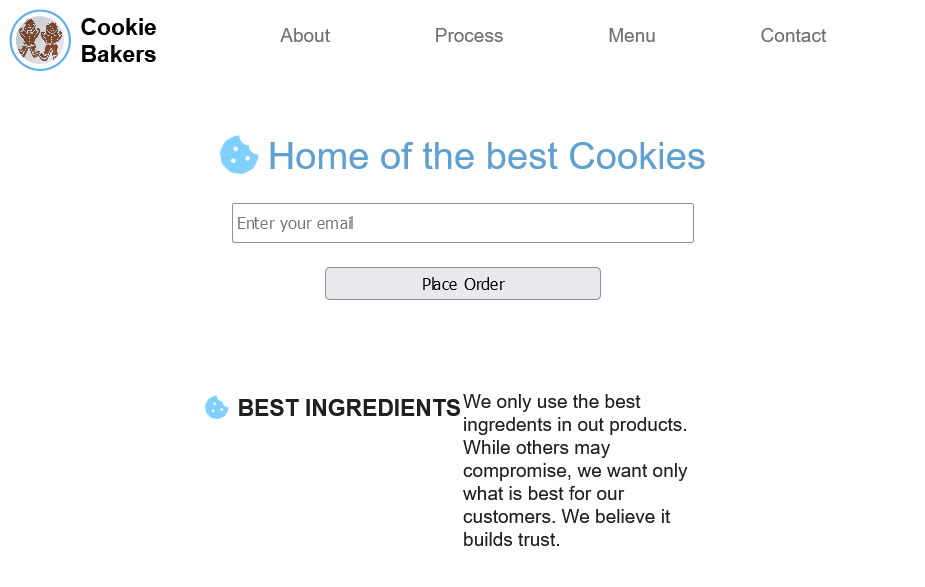 Cookie
Bakers
About
Process
Menu
Contact
Home of the best Cookies
Enter your email
Place Order
BEST INGREDIENTS
We only use the best
ingredents in out products.
While others may
compromise, we want only
what is best for our
customers. We believe it
builds trust.